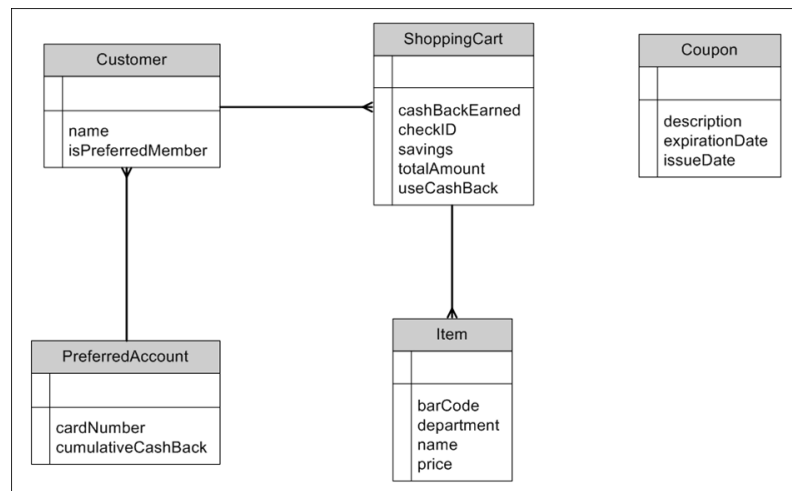 Customer
name
isPreferredMember
ShoppingCart
cashBackEarned
checkID
savings
totalAmount
useCashBack
Coupon
description
expirationDate
issueDate
PreferredAccount
cardNumber
cumulativeCashBack
Item
barCode
department
name
price